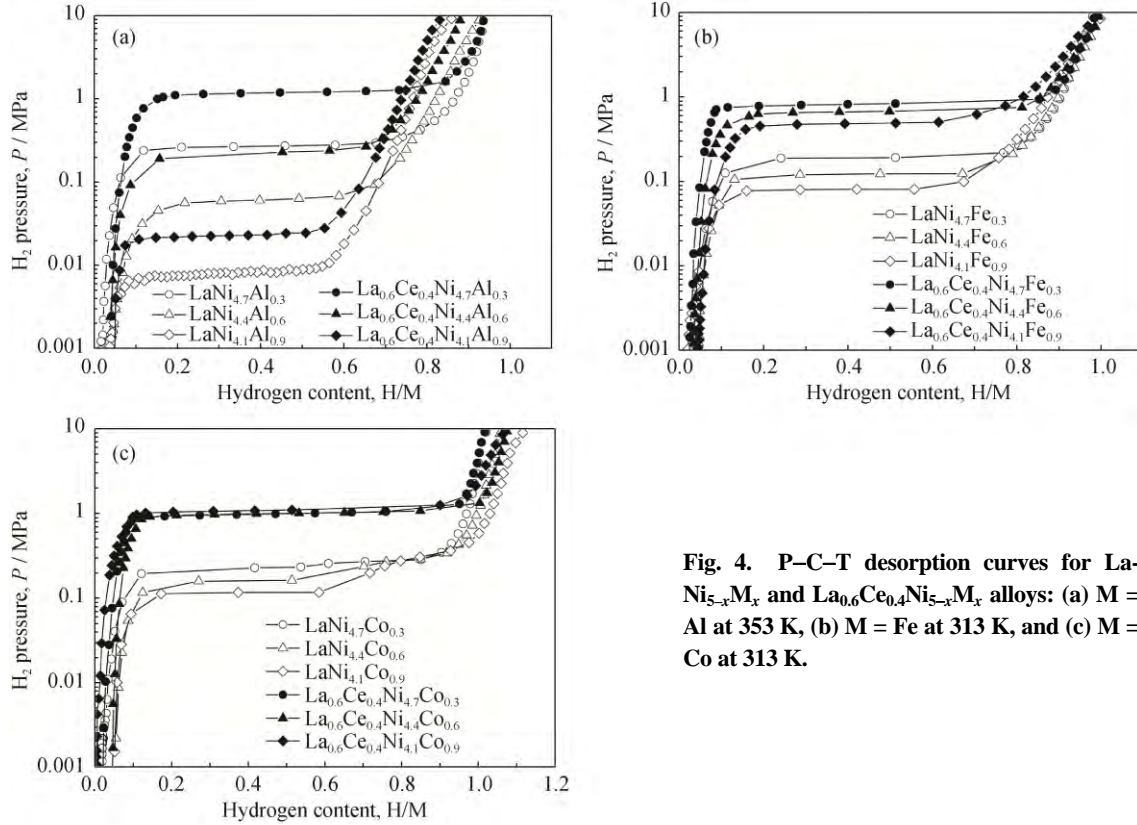 (a)
10
1
0.1
0.01
0.001
H₂ pressure, P / MPa
LaNi₄.₇Al₀.₃
LaNi₄.₄Al₀.₆
LaNi₄.₁Al₀.₉
La₀.₆Ce₀.₄Ni₄.₇Al₀.₃
La₀.₆Ce₀.₄Ni₄.₄Al₀.₆
La₀.₆Ce₀.₄Ni₄.₁Al₀.₉
0.0 0.2 0.4 0.6 0.8 1.0
Hydrogen content, H/M
(b)
10
1
0.1
0.01
0.001
H₂ pressure, P / MPa
LaNi₄.₇Fe₀.₃
LaNi₄.₄Fe₀.₆
LaNi₄.₁Fe₀.₉
La₀.₆Ce₀.₄Ni₄.₇Fe₀.₃
La₀.₆Ce₀.₄Ni₄.₄Fe₀.₆
La₀.₆Ce₀.₄Ni₄.₁Fe₀.₉
0.0 0.2 0.4 0.6 0.8 1.0
Hydrogen content, H/M
(c)
10
1
0.1
0.01
0.001
H₂ pressure, P / MPa
LaNi₄.₇Co₀.₃
LaNi₄.₄Co₀.₆
LaNi₄.₁Co₀.₉
La₀.₆Ce₀.₄Ni₄.₇Co₀.₃
La₀.₆Ce₀.₄Ni₄.₄Co₀.₆
La₀.₆Ce₀.₄Ni₄.₁Co₀.₉
0.0 0.2 0.4 0.6 0.8 1.0 1.2
Hydrogen content, H/M
Fig. 4. P–C–T desorption curves for La-
Ni₅₋ₓMₓ and La₀.₆Ce₀.₄Ni₅₋ₓMₓ alloys: (a) M =
Al at 353 K, (b) M = Fe at 313 K, and (c) M =
Co at 313 K.